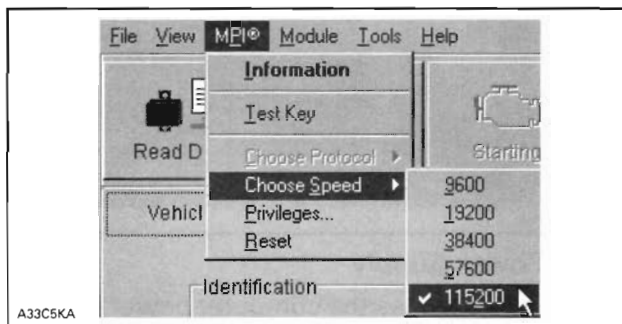 File View MPI® Module Tools Help
Information
Test Key
Read D
Starting
Choose Protocol
Choose Speed
9600
Vehicl
Privileges...
19200
Reset
38400
57600
Identification
115200
A33C5KA